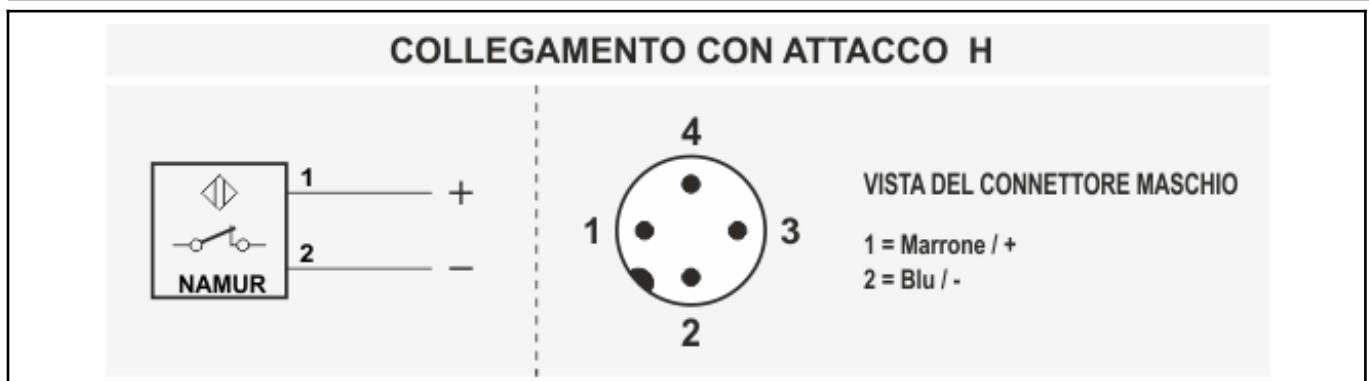 COLLEGAMENTO CON ATTACCO H
1
+
2
−
NAMUR
4
1
3
2
VISTA DEL CONNETTORE MASCHIO
1 = Marrone / +
2 = Blu / -